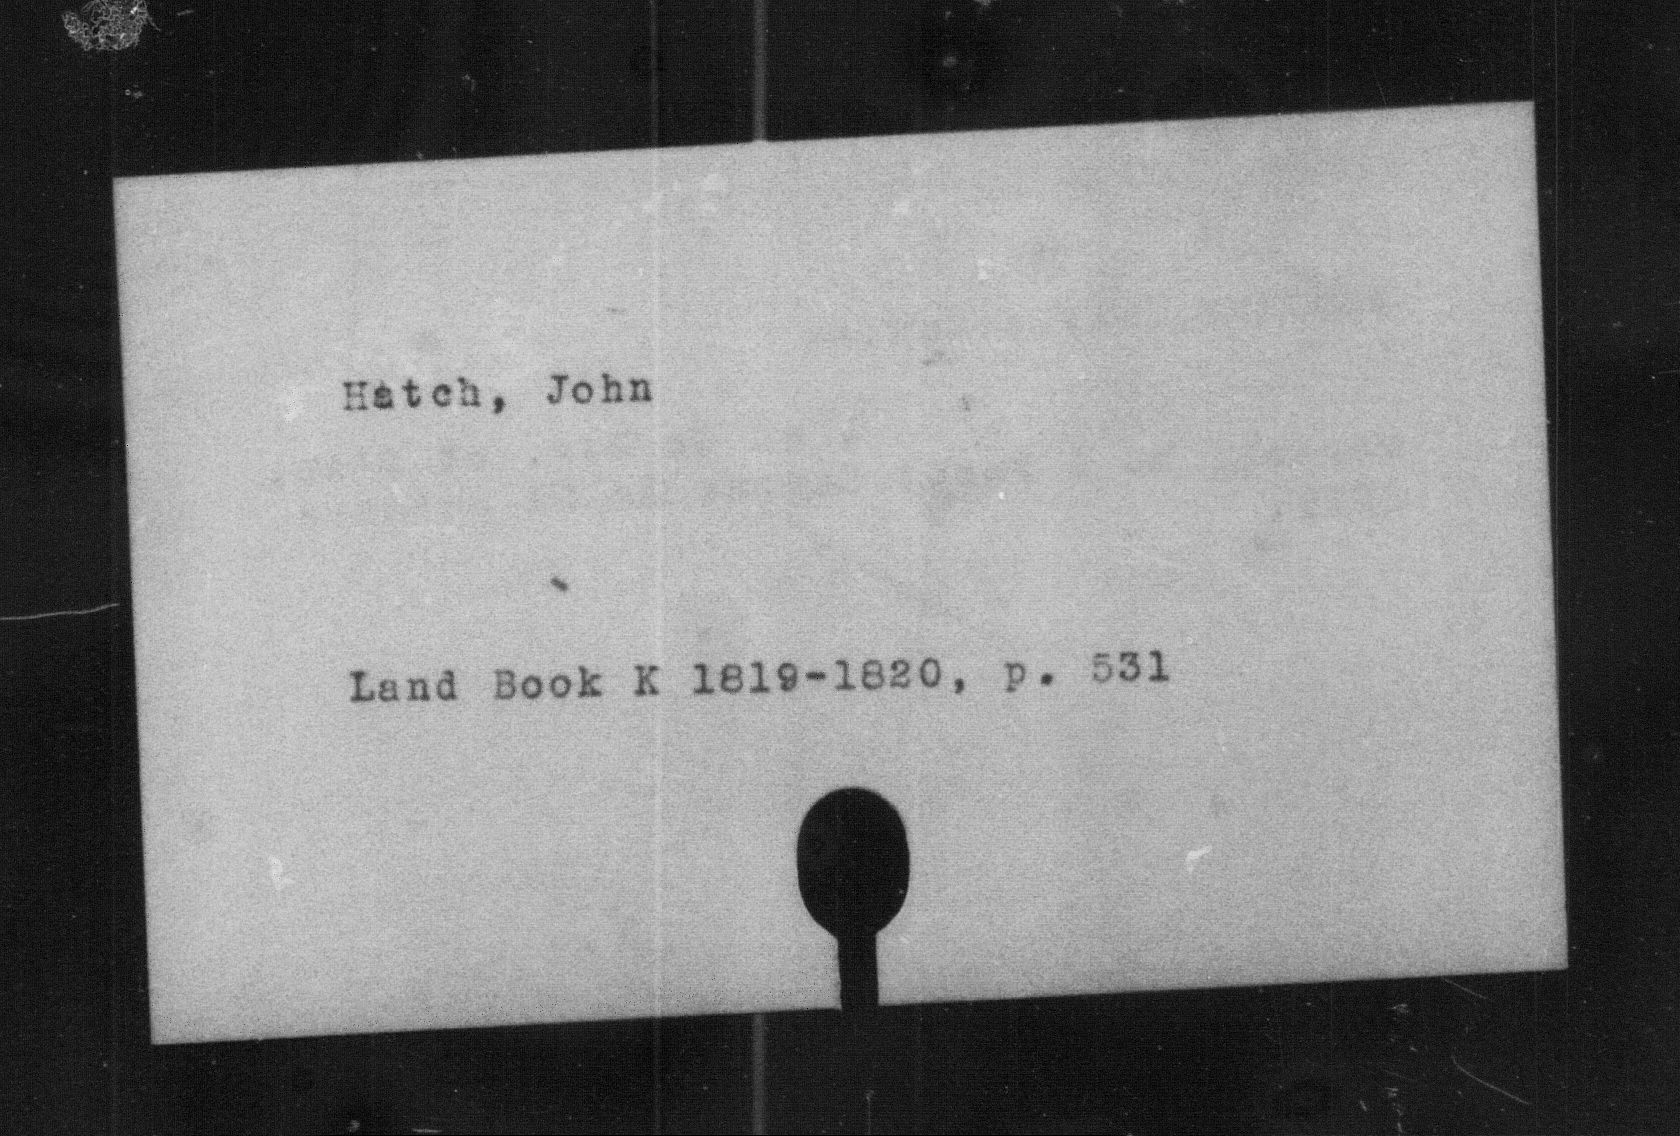 Hatch, John
Land Book K 1819-1820, p. 531